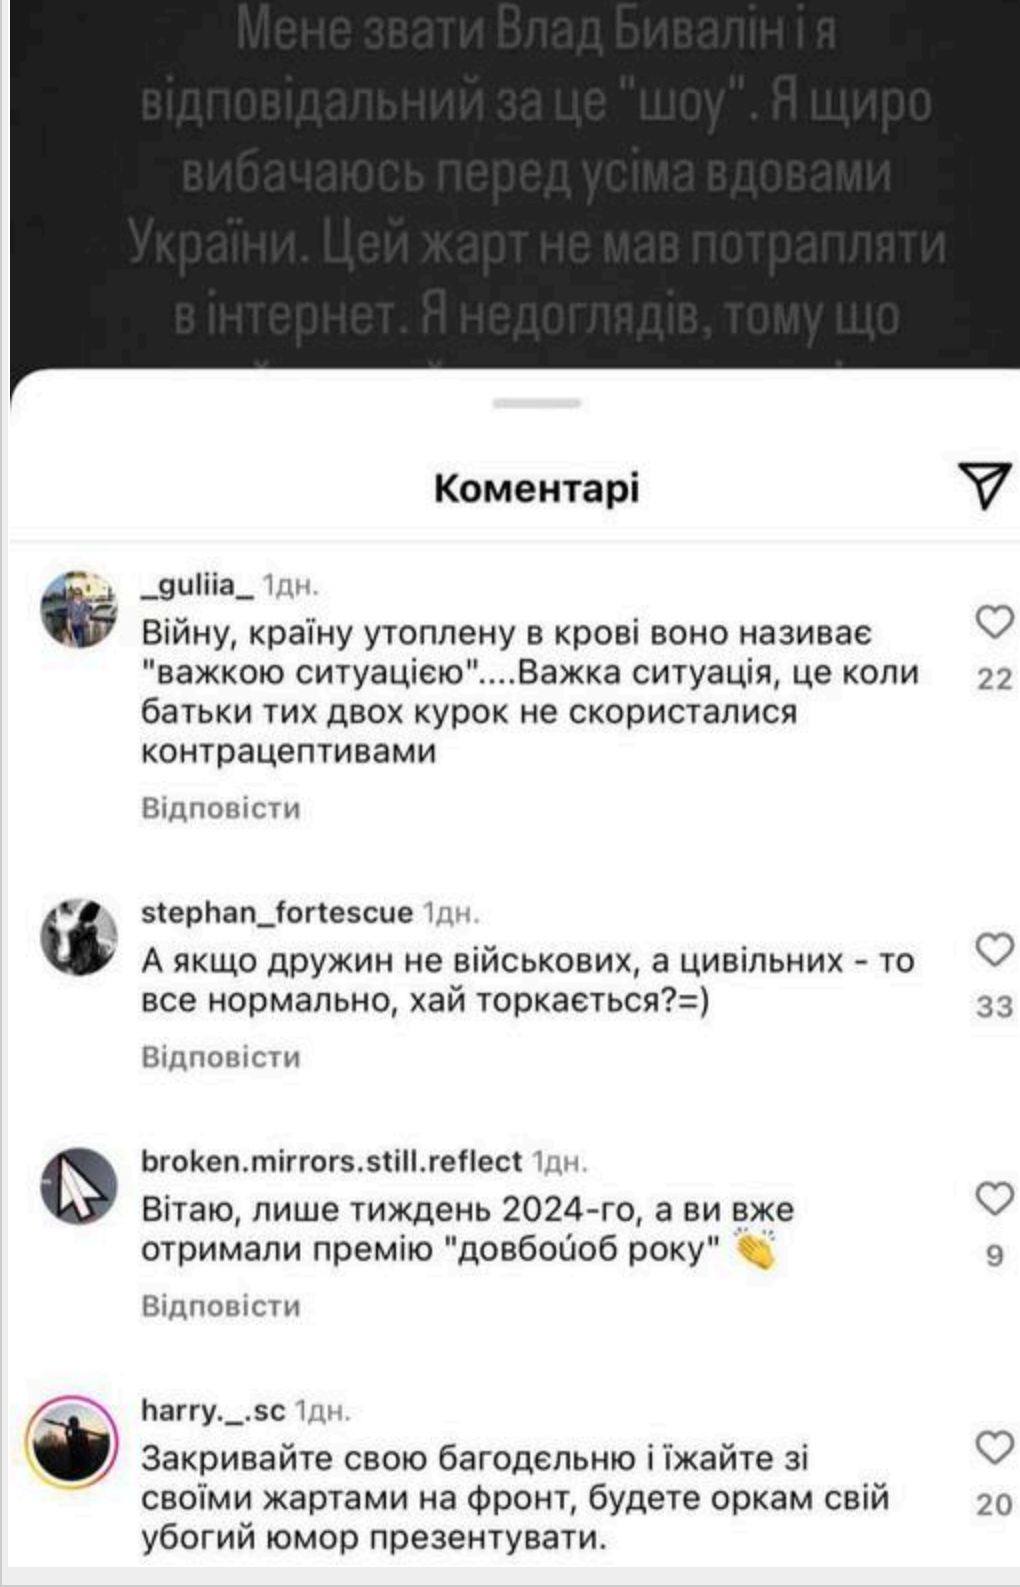 Мене звати Влад Бивалін і я
відповідальний за це "шоу". Я щиро
вибачаюсь перед усіма вдовами
України. Цей жарт не мав потрапляти
в інтернет. Я недоглядів, тому що
Коментарі
_guliia_ 1дн.
Війну, країну утоплену в крові воно називає
"важкою ситуацією"....Важка ситуація, це коли
батьки тих двох курок не скористалися
контрацептивами
22
Відповісти
stephan_fortescue 1дн.
А якщо дружин не військових, а цивільних - то
все нормально, хай торкається?=)
33
Відповісти
broken.mirrors.still.reflect 1дн.
Вітаю, лише тиждень 2024-го, а ви вже
отримали премію "довбоúоб року" 👏
9
Відповісти
harry._.sc 1дн.
Закривайте свою багодєльню і їжайте зі
своїми жартами на фронт, будете оркам свій
убогий юмор презентувати.
20